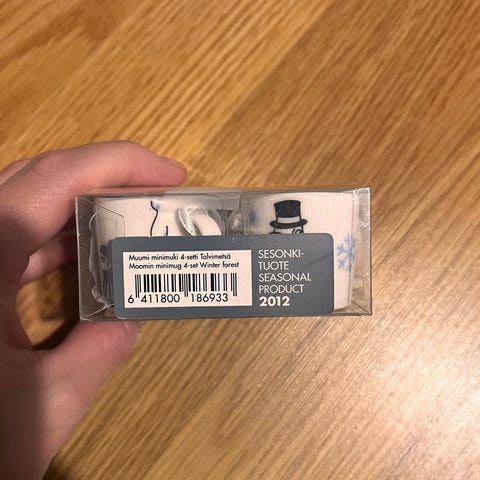 Muumi minimuki 4-setti Talvimetsä
Moomin minimug 4-set Winter forest
6 411800 186933
SESONKI-
TUOTE
SEASONAL
PRODUCT
2012